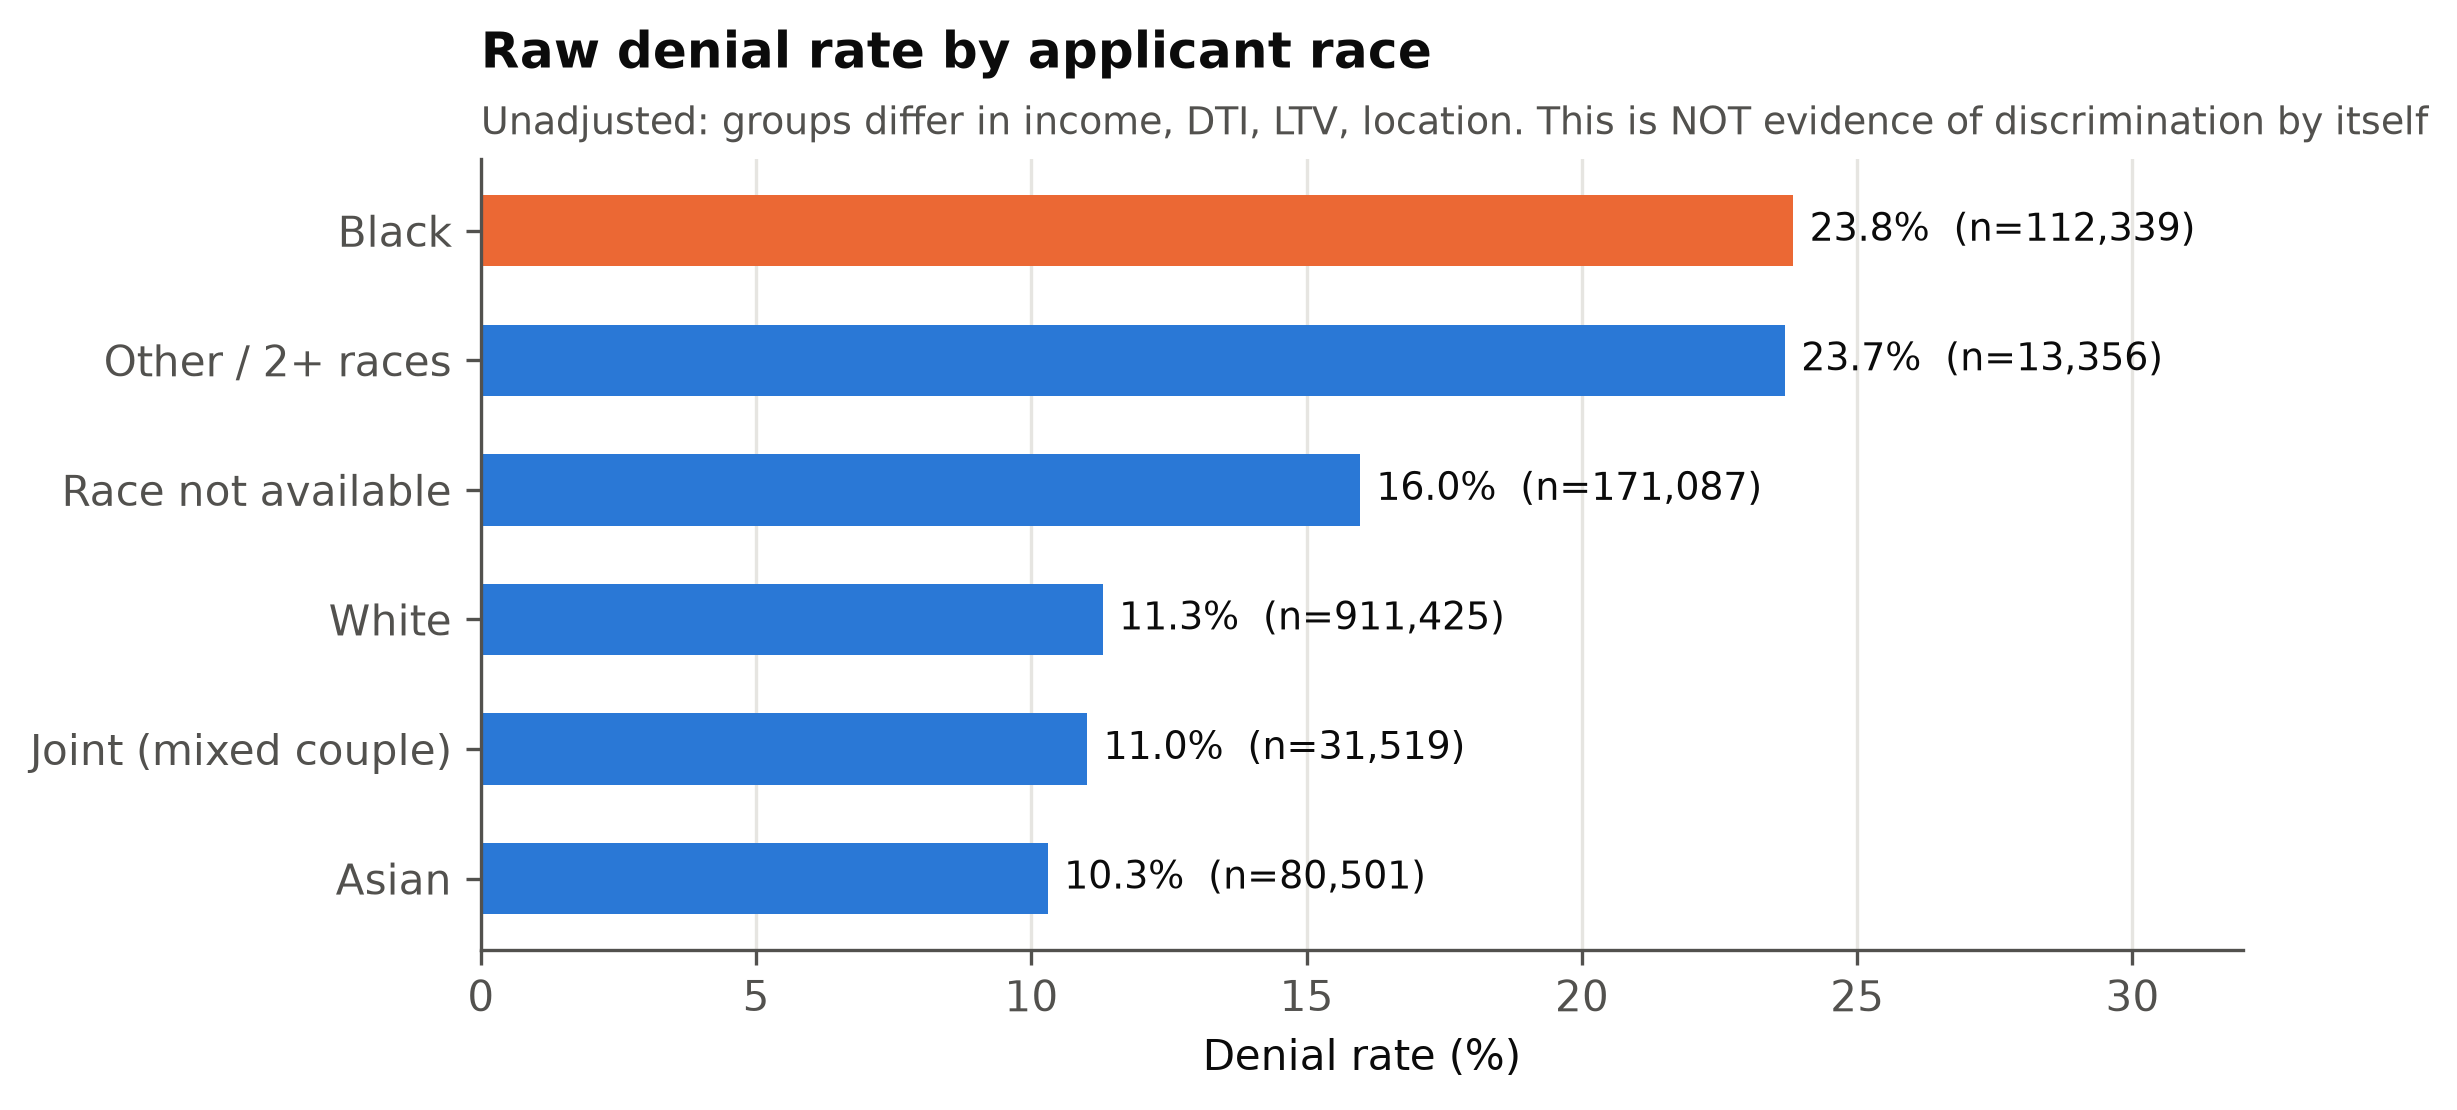 Raw denial rate by applicant race
Unadjusted: groups differ in income, DTI, LTV, location. This is NOT evidence of discrimination by itself
Black 23.8% (n=112,339)
Other / 2+ races 23.7% (n=13,356)
Race not available 16.0% (n=171,087)
White 11.3% (n=911,425)
Joint (mixed couple) 11.0% (n=31,519)
Asian 10.3% (n=80,501)
0 5 10 15 20 25 30
Denial rate (%)